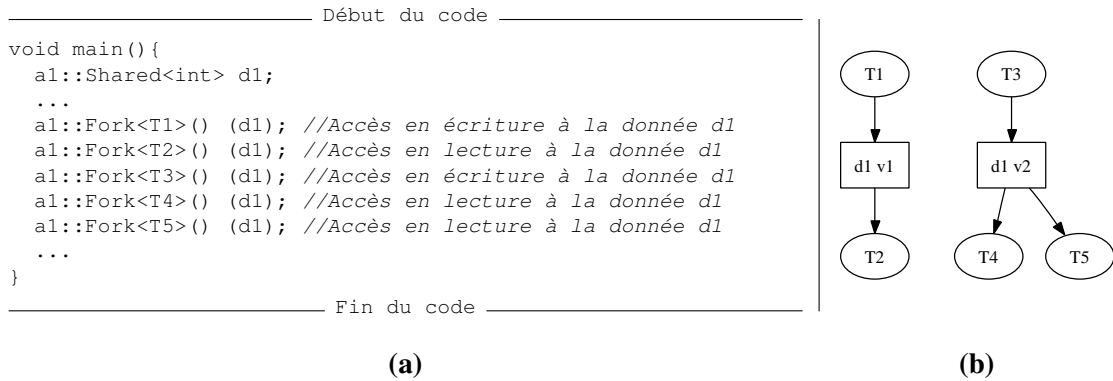 Début du code
void main(){
a1::Shared<int> d1;
...
a1::Fork<T1>() (d1); //Accès en écriture à la donnée d1
a1::Fork<T2>() (d1); //Accès en lecture à la donnée d1
a1::Fork<T3>() (d1); //Accès en écriture à la donnée d1
a1::Fork<T4>() (d1); //Accès en lecture à la donnée d1
a1::Fork<T5>() (d1); //Accès en lecture à la donnée d1
...
}
Fin du code
(a)
T1
T3
d1 v1
d1 v2
T2
T4
T5
(b)